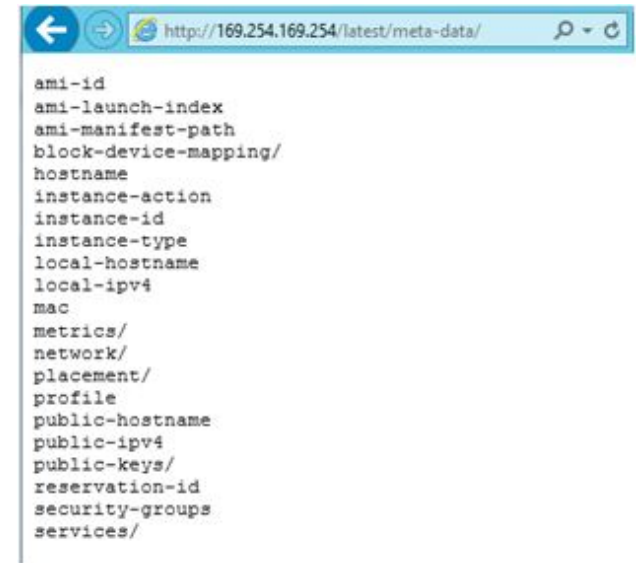 http://169.254.169.254/latest/meta-data/
ami-id
ami-launch-index
ami-manifest-path
block-device-mapping/
hostname
instance-action
instance-id
instance-type
local-hostname
local-ipv4
mac
metrics/
network/
placement/
profile
public-hostname
public-ipv4
public-keys/
reservation-id
security-groups
services/